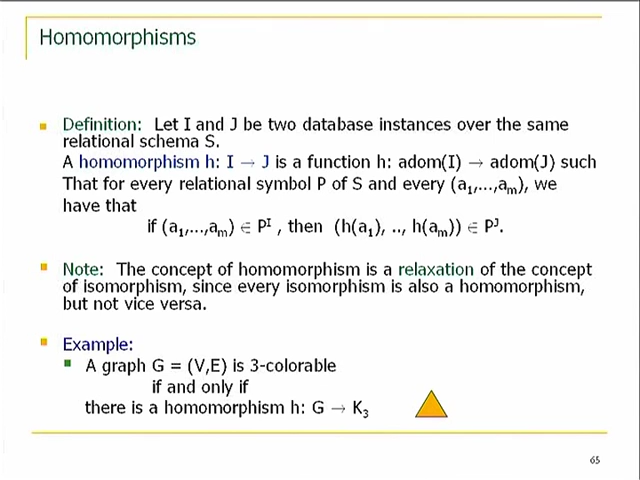 Homomorphisms
Definition: Let I and J be two database instances over the same
relational schema S.
A homomorphism h: I → J is a function h: adom(I) → adom(J) such
That for every relational symbol P of S and every (a₁,…,aₘ), we
have that
if (a₁,…,aₘ) ∈ Pᴵ , then (h(a₁), .., h(aₘ)) ∈ Pᴶ.
Note: The concept of homomorphism is a relaxation of the concept
of isomorphism, since every isomorphism is also a homomorphism,
but not vice versa.
Example:
A graph G = (V,E) is 3-colorable
if and only if
there is a homomorphism h: G → K₃
65